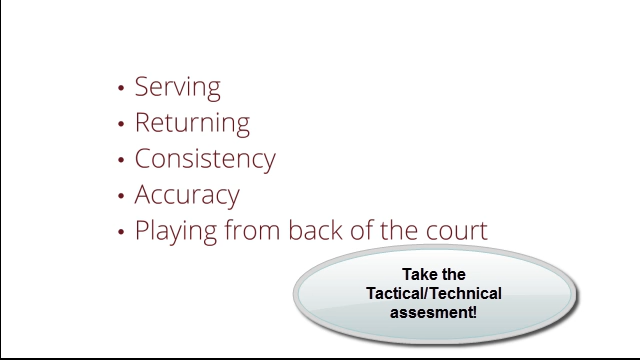 • Serving
• Returning
• Consistency
• Accuracy
• Playing from back of the court
Take the
Tactical/Technical
assesment!